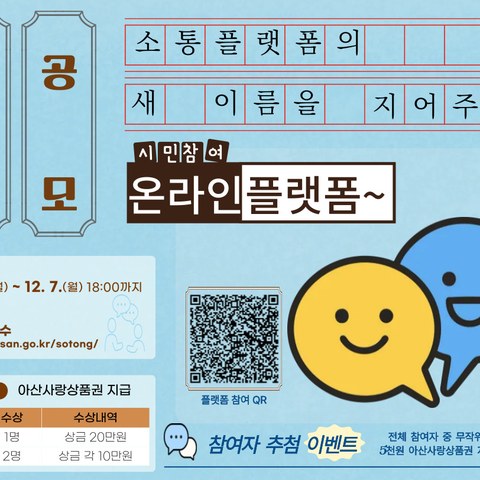 공
모
소통플랫폼의
새 이름을 지어주
시민참여
온라인플랫폼~
~ 12. 7.(월) 18:00까지
수
san.go.kr/sotong/
플랫폼 참여 QR
아산사랑상품권 지급
수상 수상내역
1명 상금 20만원
2명 상금 각 10만원
참여자 추첨 이벤트
전체 참여자 중 무작위
5천원 아산사랑상품권